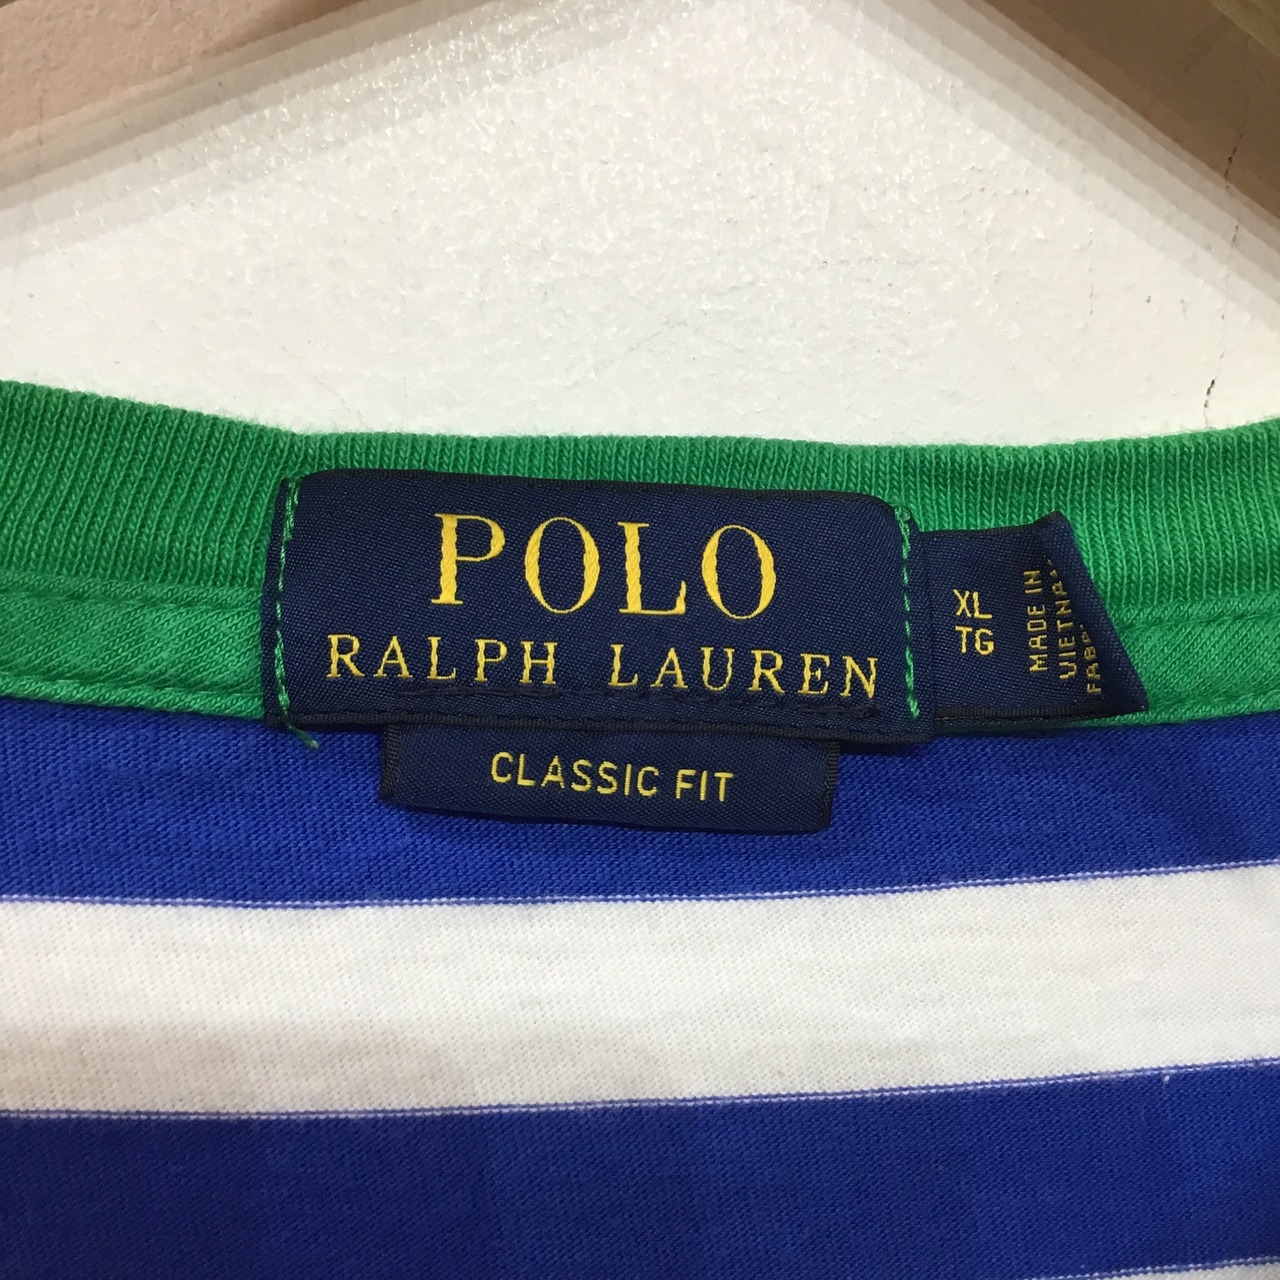 POLO
RALPH LAUREN
CLASSIC FIT
XL
TG
MADE IN